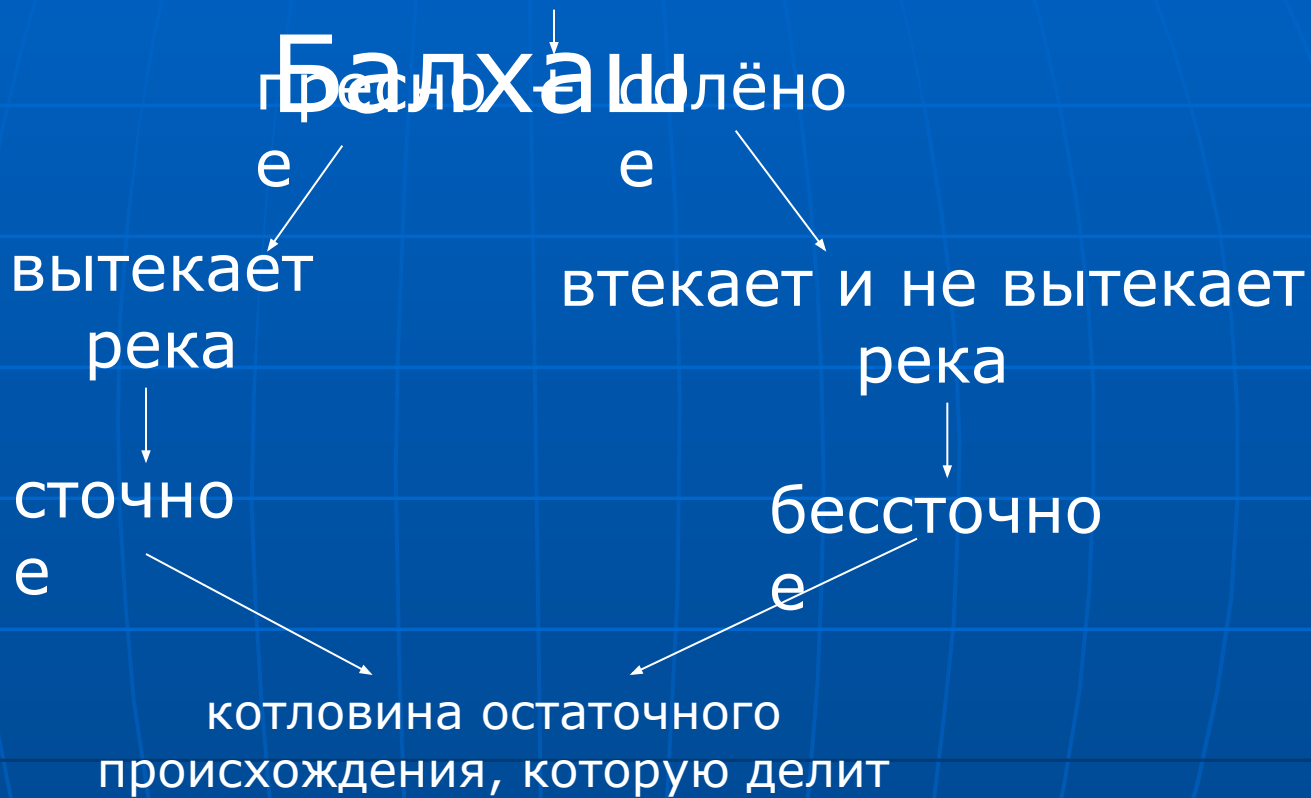 Балхаш
пресно + солёно
е е
вытекает
река
втекает и не вытекает
река
сточно
е
бессточно
е
котловина остаточного
происхождения, которую делит